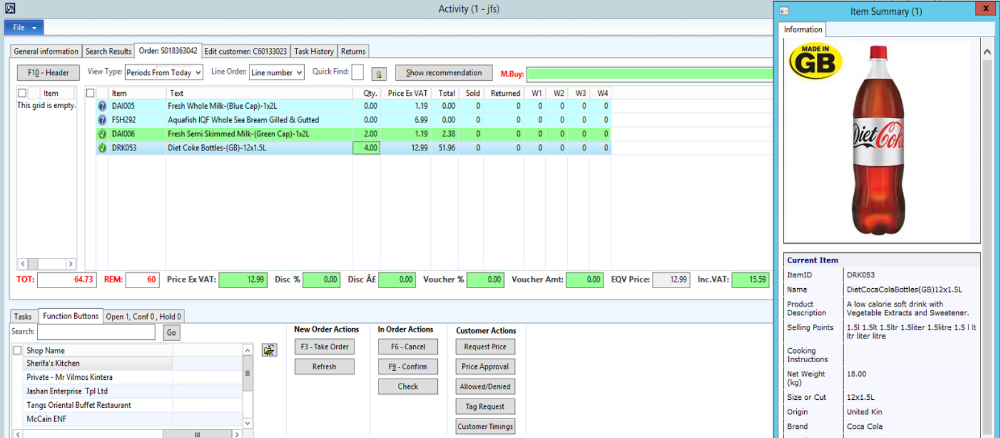 Activity (1 - jfs)
File
General information Search Results Order: S018363042 Edit customer: C60133023 Task History Returns
F10 - Header View Type: Periods From Today Line Order: Line number Quick Find: Show recommendation M.Buy:
Item
This grid is empty.
Item Text Qty. Price Ex VAT Total Sold Returned W1 W2 W3 W4
DAI005 Fresh Whole Milk-(Blue Cap)-1x2L 0.00 1.19 0.00 0 0 0 0 0 0
FSH292 Aquafish IQF Whole Sea Bream Gilled & Gutted 0.00 6.99 0.00 0 0 0 0 0 0
DAI006 Fresh Semi Skimmed Milk-(Green Cap)-1x2L 2.00 1.19 2.38 0 0 0 0 0 0
DRK053 Diet Coke Bottles-(GB)-12x1.5L 4.00 12.99 51.96 0 0 0 0 0 0
TOT: 64.73 REM: 60 Price Ex VAT: 12.99 Disc % 0.00 Disc Â£ 0.00 Voucher % 0.00 Voucher Amt: 0.00 EQV Price: 12.99 Inc.VAT: 15.59
Tasks Function Buttons Open 1, Conf 0 , Hold 0
Search: Go
Shop Name
Sherifa's Kitchen
Private - Mr Vilmos Kintera
Jashan Enterprise Tpl Ltd
Tangs Oriental Buffet Restaurant
McCain ENF
New Order Actions
F3 - Take Order
Refresh
In Order Actions
F6 - Cancel
F9 - Confirm
Check
Customer Actions
Request Price
Price Approval
Allowed/Denied
Tag Request
Customer Timings
Item Summary (1)
x
Information
MADE IN
GB
Diet Coke
Current Item
ItemID DRK053
Name DietCocaColaBottles(GB)12x1.5L
Product Description A low calorie soft drink with
Vegetable Extracts and Sweetener.
Selling Points 1.5l 1.5lt 1.5ltr 1.5liter 1.5litre 1.5 l lt
ltr liter litre
Cooking
Instructions
Net Weight (kg) 18.00
Size or Cut 12x1.5L
Origin United Kin
Brand Coca Cola